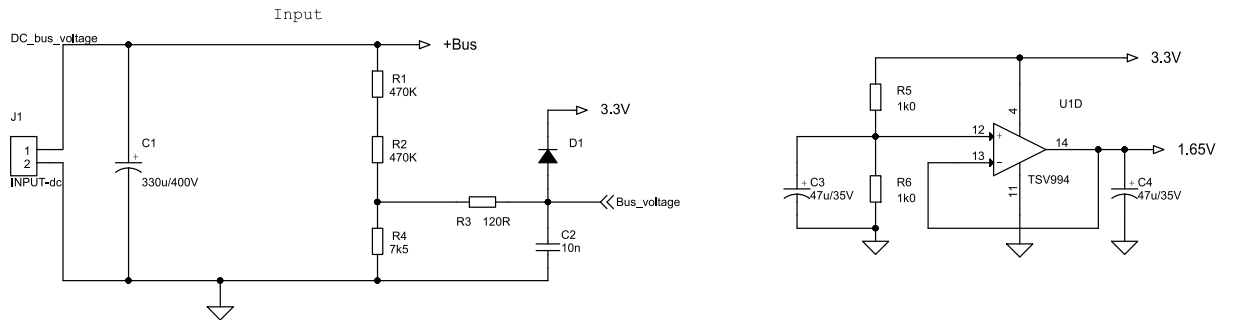 Input
DC_bus_voltage
+Bus
R1
470K
R2
470K
R4
7k5
R3 120R
3.3V
D1
Bus_voltage
C2
10n
J1
1
2
INPUT-dc
C1
+
330u/400V
3.3V
R5
1k0
R6
1k0
C3
+
47u/35V
U1D
4
12
+
13
-
14
11
TSV994
1.65V
C4
+
47u/35V